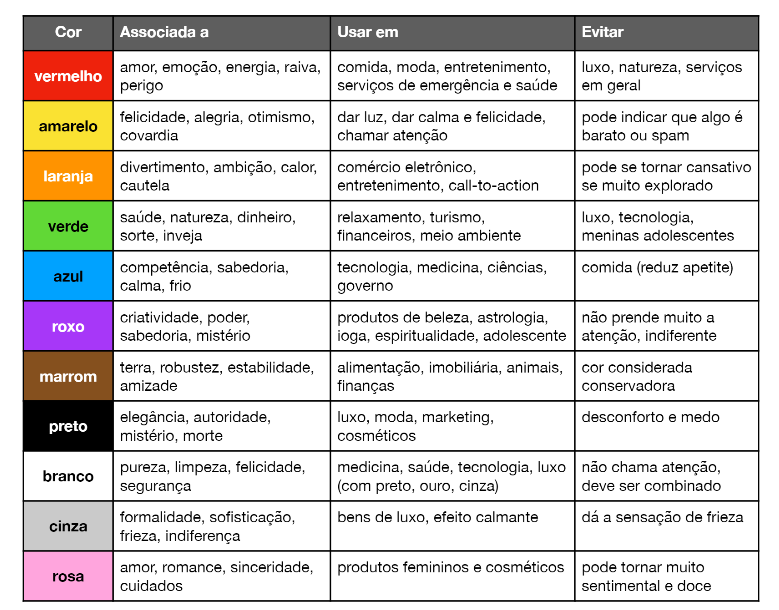 Cor Associada a Usar em Evitar
vermelho amor, emoção, energia, raiva, perigo comida, moda, entretenimento, serviços de emergência e saúde luxo, natureza, serviços em geral
amarelo felicidade, alegria, otimismo, covardia dar luz, dar calma e felicidade, chamar atenção pode indicar que algo é barato ou spam
laranja divertimento, ambição, calor, cautela comércio eletrônico, entretenimento, call-to-action pode se tornar cansativo se muito explorado
verde saúde, natureza, dinheiro, sorte, inveja relaxamento, turismo, financeiros, meio ambiente luxo, tecnologia, meninas adolescentes
azul competência, sabedoria, calma, frio tecnologia, medicina, ciências, governo comida (reduz apetite)
roxo criatividade, poder, sabedoria, mistério produtos de beleza, astrologia, ioga, espiritualidade, adolescente não prende muito a atenção, indiferente
marrom terra, robustez, estabilidade, amizade alimentação, imobiliária, animais, finanças cor considerada conservadora
preto elegância, autoridade, mistério, morte luxo, moda, marketing, cosméticos desconforto e medo
branco pureza, limpeza, felicidade, segurança medicina, saúde, tecnologia, luxo (com preto, ouro, cinza) não chama atenção, deve ser combinado
cinza formalidade, sofisticação, frieza, indiferença bens de luxo, efeito calmante dá a sensação de frieza
rosa amor, romance, sinceridade, cuidados produtos femininos e cosméticos pode tornar muito sentimental e doce